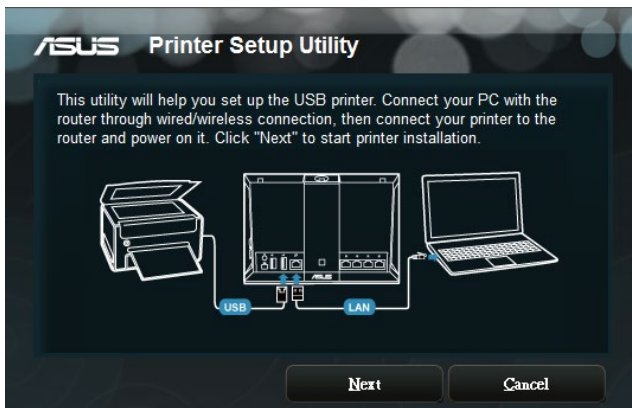 ASUS Printer Setup Utility
This utility will help you set up the USB printer. Connect your PC with the
router through wired/wireless connection, then connect your printer to the
router and power on it. Click "Next" to start printer installation.
ASUS
USB
LAN
Next
Cancel